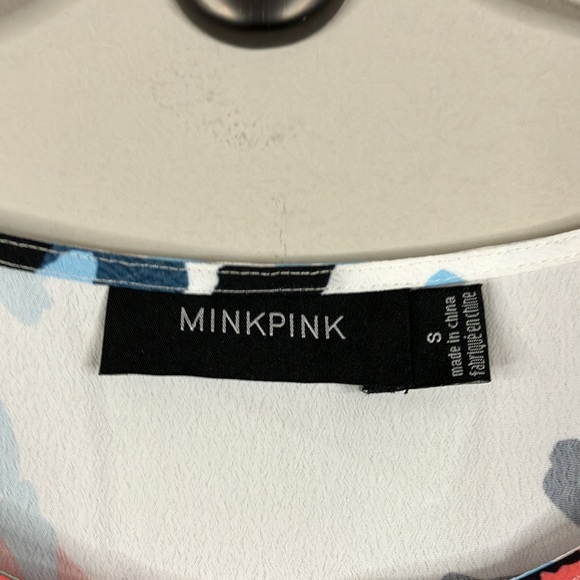 MINKPINK
S
made in china
fabriqué en chine